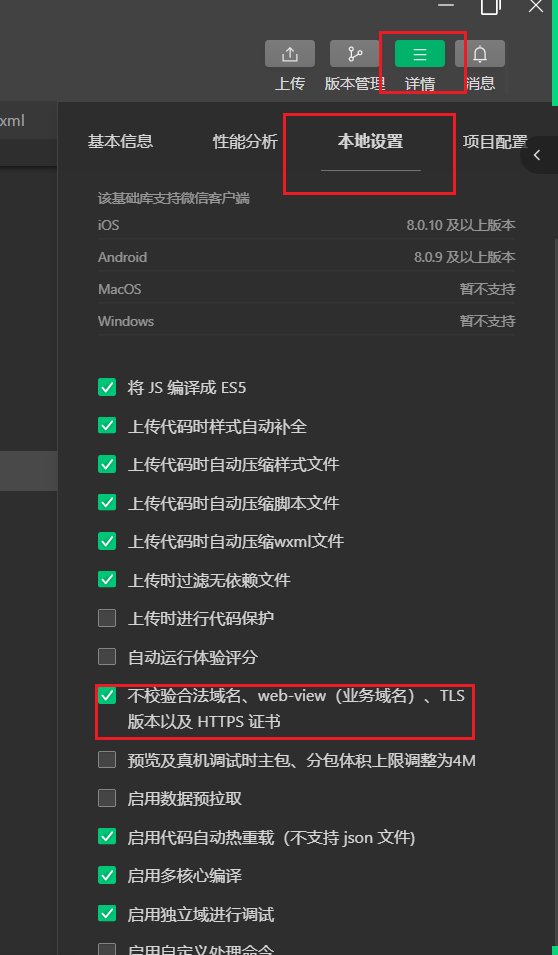 上传 版本管理 详情 消息
xml
基本信息 性能分析 本地设置 项目配置
该基础库支持微信客户端
iOS 8.0.10 及以上版本
Android 8.0.9 及以上版本
MacOS 暂不支持
Windows 暂不支持
将 JS 编译成 ES5
上传代码时样式自动补全
上传代码时自动压缩样式文件
上传代码时自动压缩脚本文件
上传代码时自动压缩wxml文件
上传时过滤无依赖文件
上传时进行代码保护
自动运行体验评分
不校验合法域名、web-view（业务域名）、TLS
版本以及 HTTPS 证书
预览及真机调试时主包、分包体积上限调整为4M
启用数据预拉取
启用代码自动热重载（不支持 json 文件)
启用多核心编译
启用独立域进行调试
启用自定义处理命令